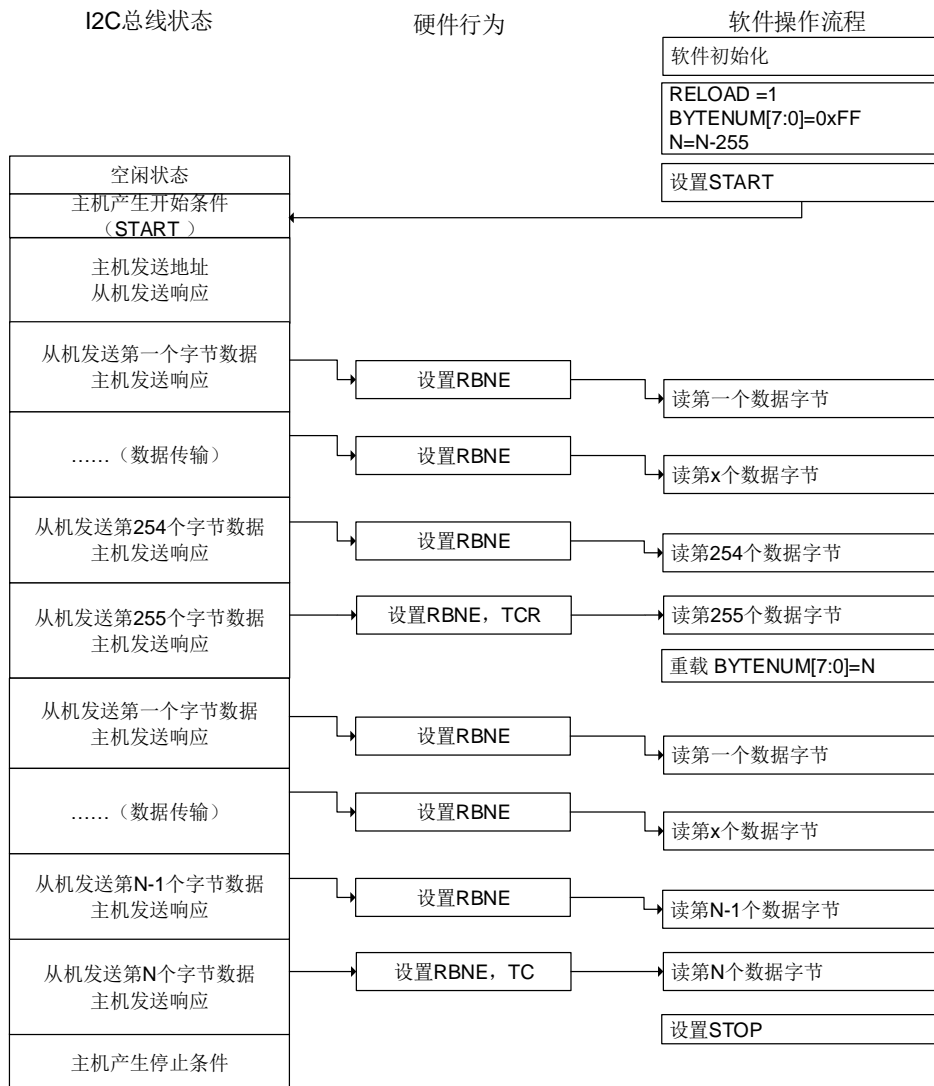 I2C总线状态
硬件行为
软件操作流程
软件初始化
RELOAD =1
BYTENUM[7:0]=0xFF
N=N-255
空闲状态
设置START
主机产生开始条件
（START ）
主机发送地址
从机发送响应
从机发送第一个字节数据
主机发送响应
设置RBNE
读第一个数据字节
……（数据传输）
设置RBNE
读第x个数据字节
从机发送第254个字节数据
主机发送响应
设置RBNE
读第254个数据字节
从机发送第255个字节数据
主机发送响应
设置RBNE，TCR
读第255个数据字节
重载 BYTENUM[7:0]=N
从机发送第一个字节数据
主机发送响应
设置RBNE
读第一个数据字节
……（数据传输）
设置RBNE
读第x个数据字节
从机发送第N-1个字节数据
主机发送响应
设置RBNE
读第N-1个数据字节
从机发送第N个字节数据
主机发送响应
设置RBNE，TC
读第N个数据字节
设置STOP
主机产生停止条件